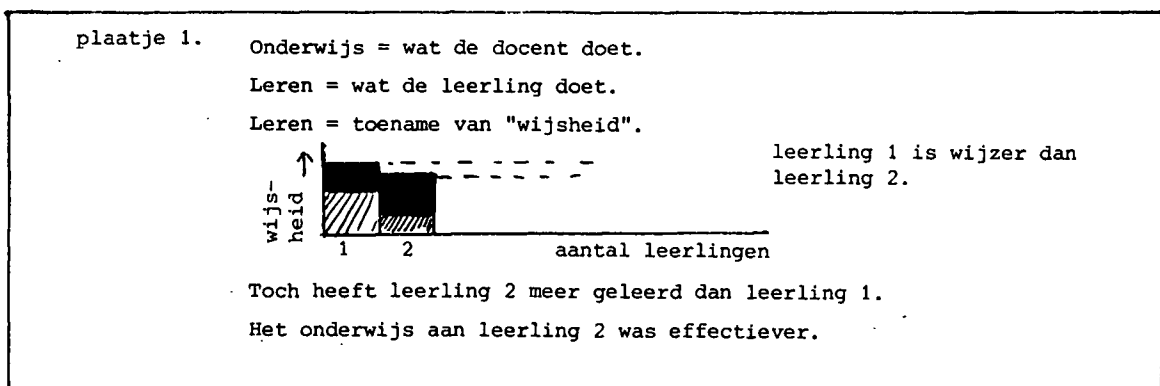 plaatje 1.
Onderwijs = wat de docent doet.
Leren = wat de leerling doet.
Leren = toename van "wijsheid".
leerling 1 is wijzer dan
leerling 2.
wijs-
heid
1 2 aantal leerlingen
Toch heeft leerling 2 meer geleerd dan leerling 1.
Het onderwijs aan leerling 2 was effectiever.